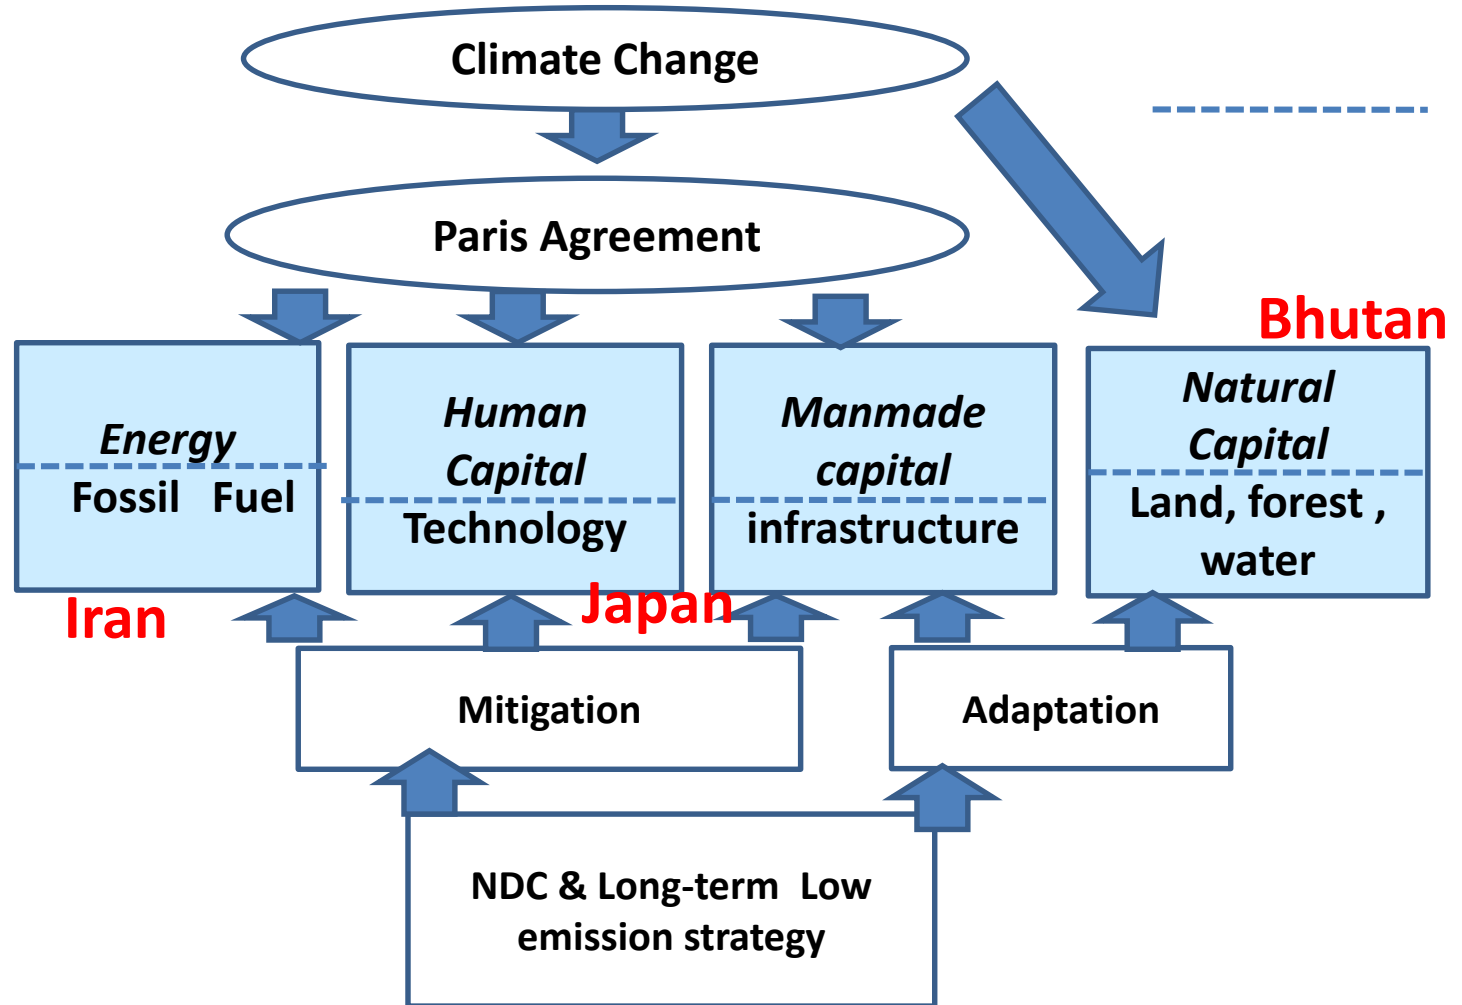 Climate Change
Paris Agreement
Bhutan
Energy
Fossil Fuel
Human
Capital
Technology
Manmade
capital
infrastructure
Natural
Capital
Land, forest ,
water
Iran
Japan
Mitigation
Adaptation
NDC & Long-term Low
emission strategy